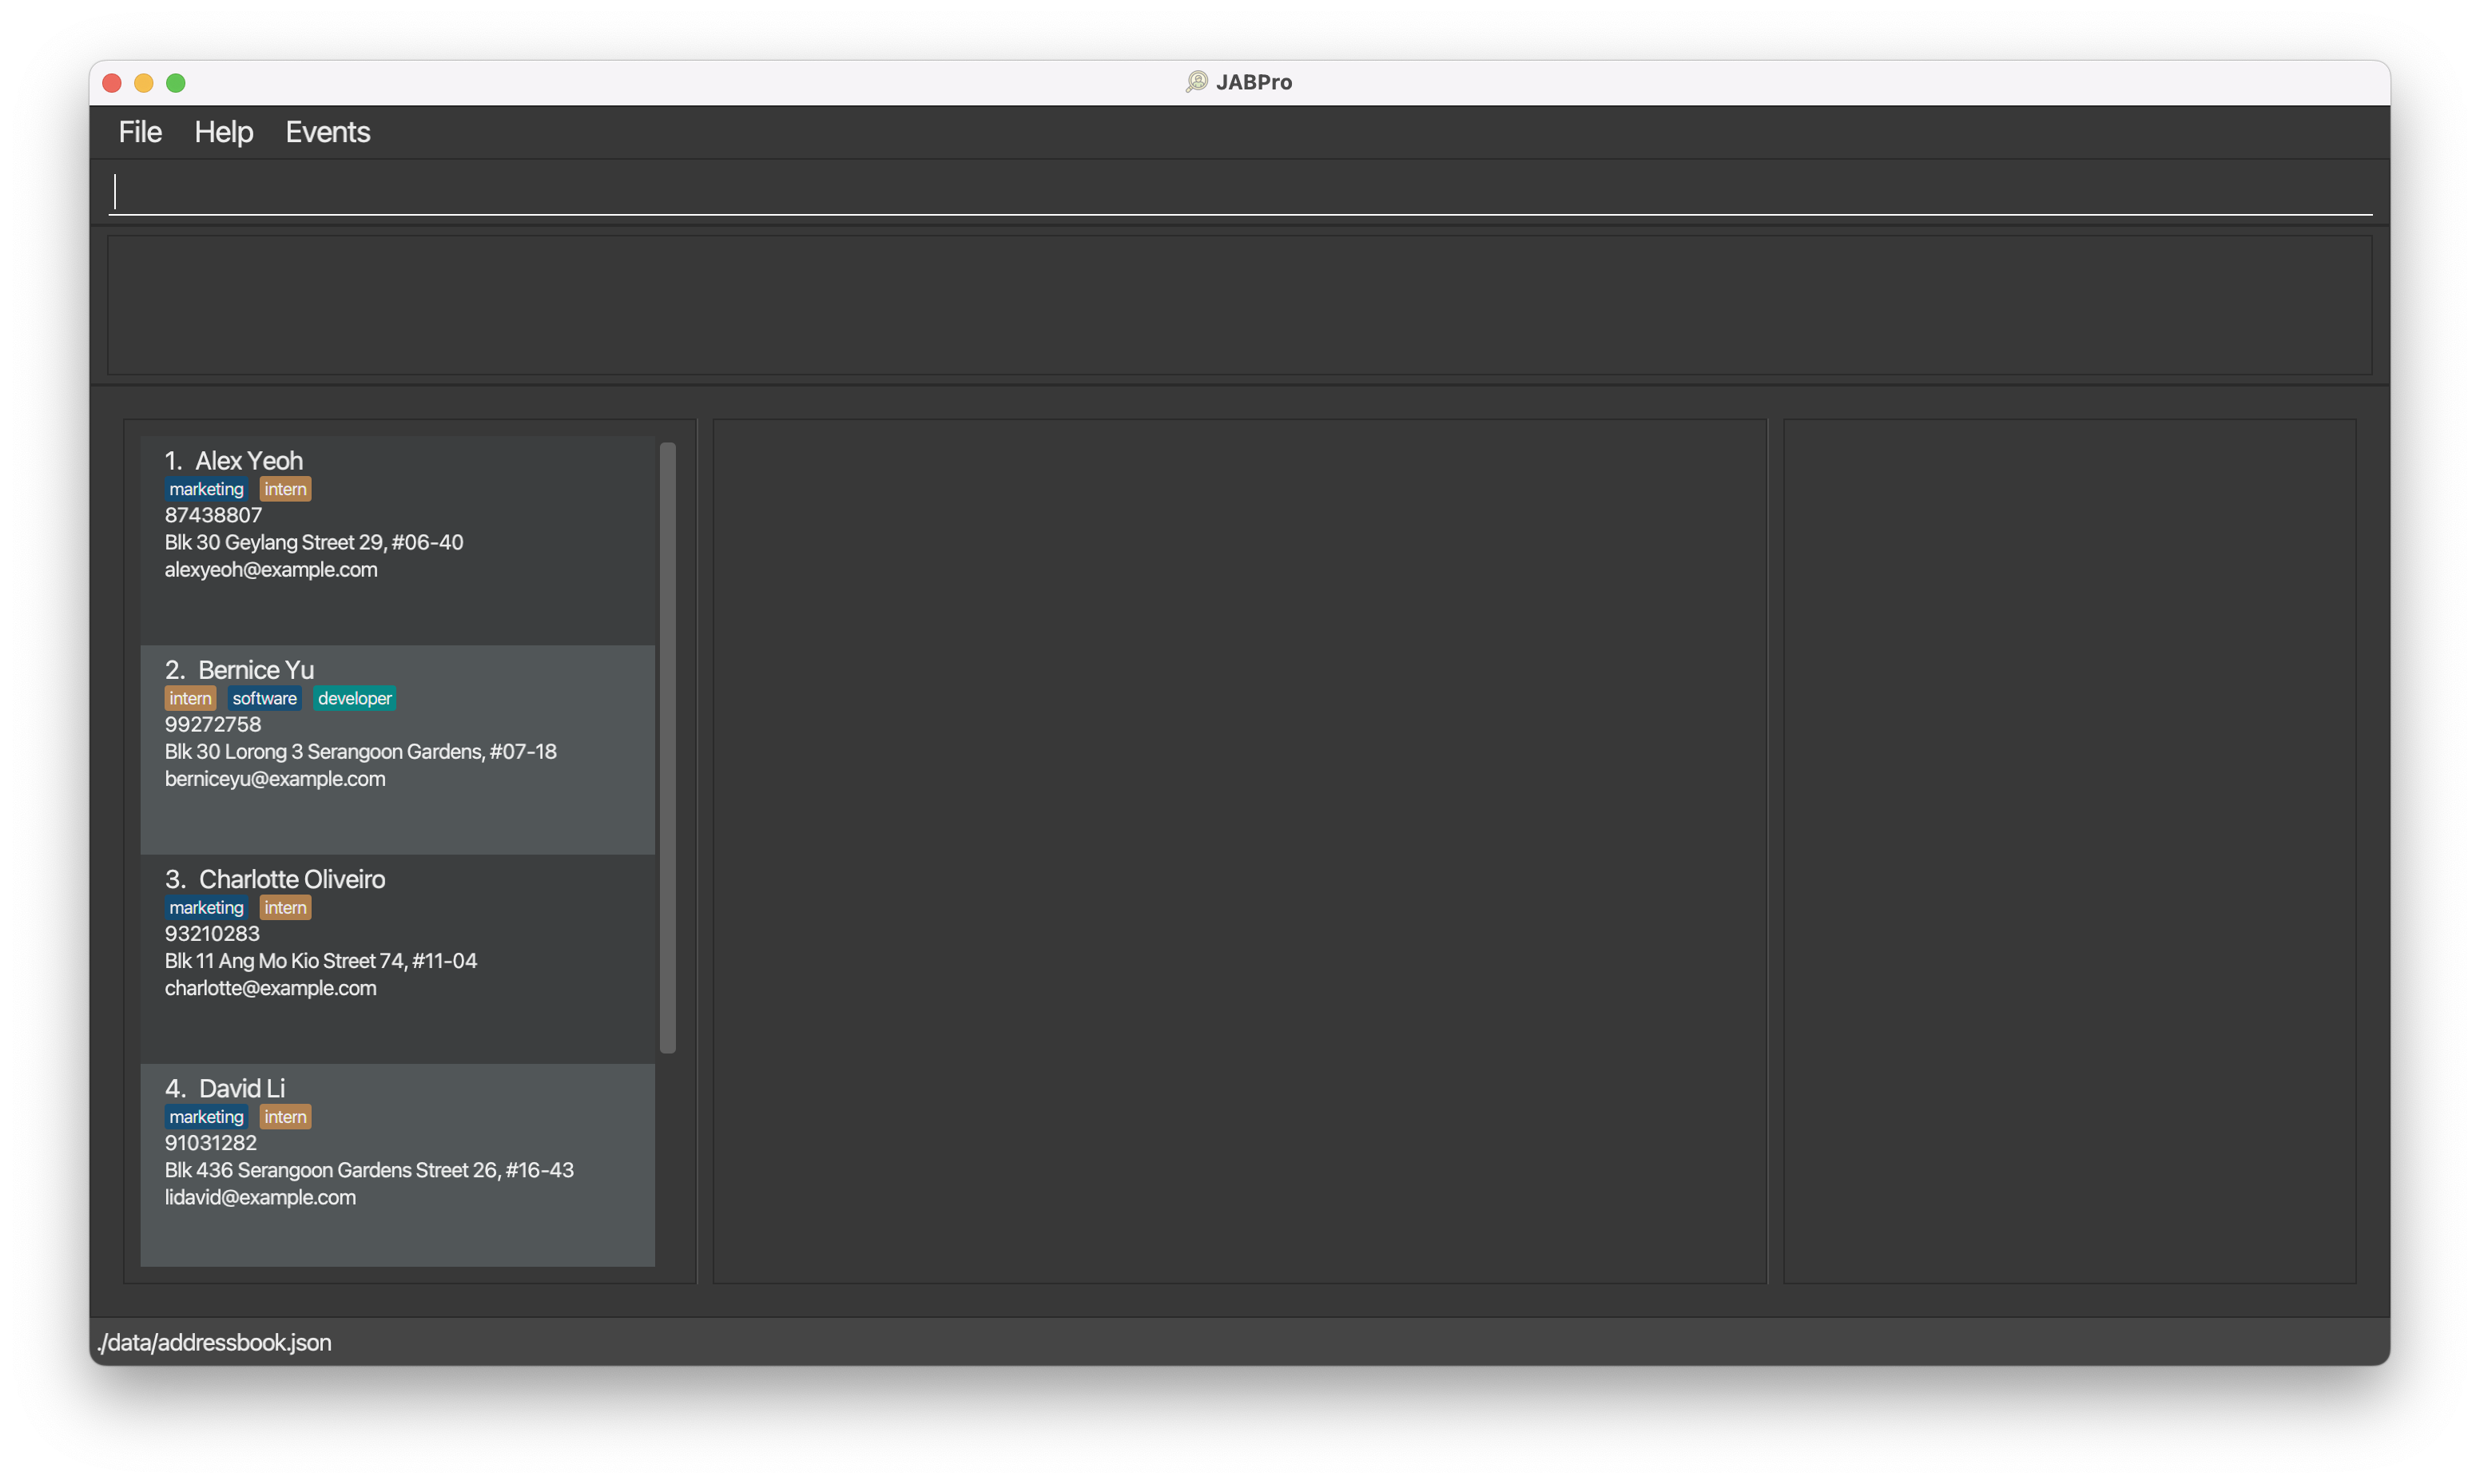 JABPro
File Help Events
1. Alex Yeoh
marketing intern
87438807
Blk 30 Geylang Street 29, #06-40
alexyeoh@example.com
2. Bernice Yu
intern software developer
99272758
Blk 30 Lorong 3 Serangoon Gardens, #07-18
berniceyu@example.com
3. Charlotte Oliveiro
marketing intern
93210283
Blk 11 Ang Mo Kio Street 74, #11-04
charlotte@example.com
4. David Li
marketing intern
91031282
Blk 436 Serangoon Gardens Street 26, #16-43
lidavid@example.com
./data/addressbook.json